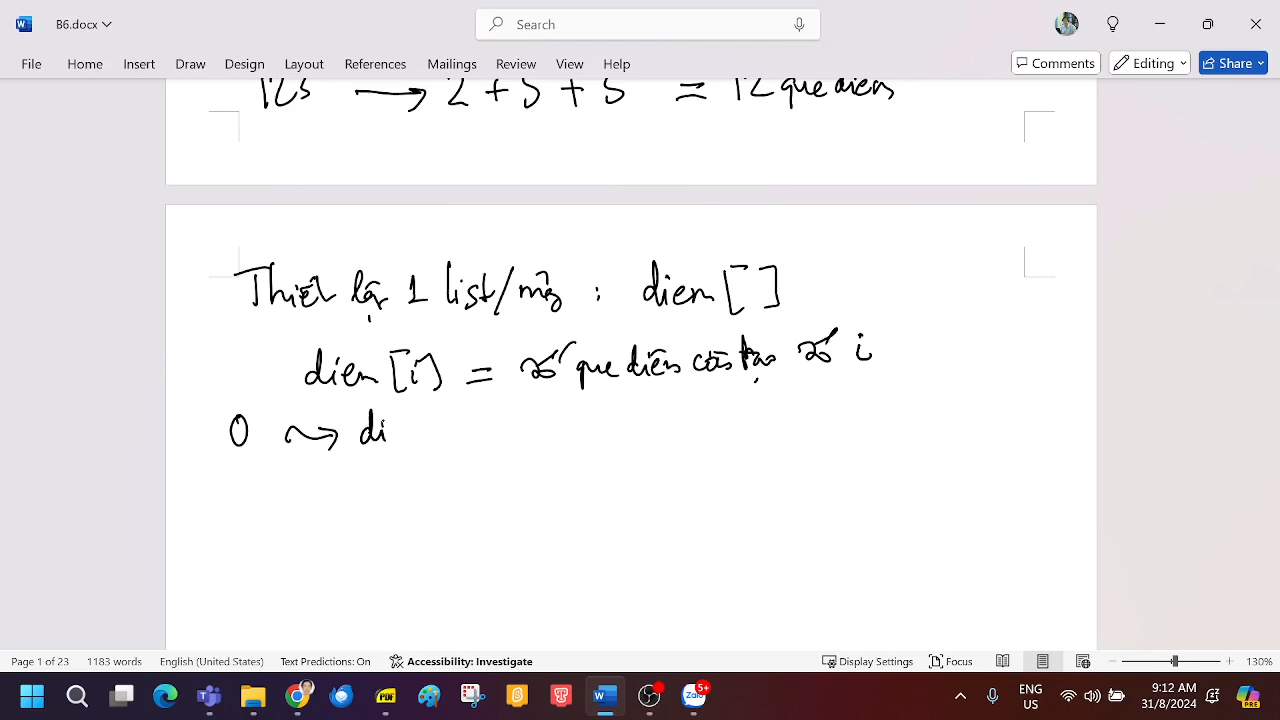 B6.docx
Search
File Home Insert Draw Design Layout References Mailings Review View Help
Comments Editing Share
123 → 2 + 5 + 5 = 12 que diêm
Thiết lập 1 list/mảng : diem[ ]
diem[i] = số que diêm cần tạo số i
0 → di
Page 1 of 23 1183 words English (United States) Text Predictions: On Accessibility: Investigate Display Settings Focus 130%
5+
ENG
US
9:12 AM
31/8/2024
PRE